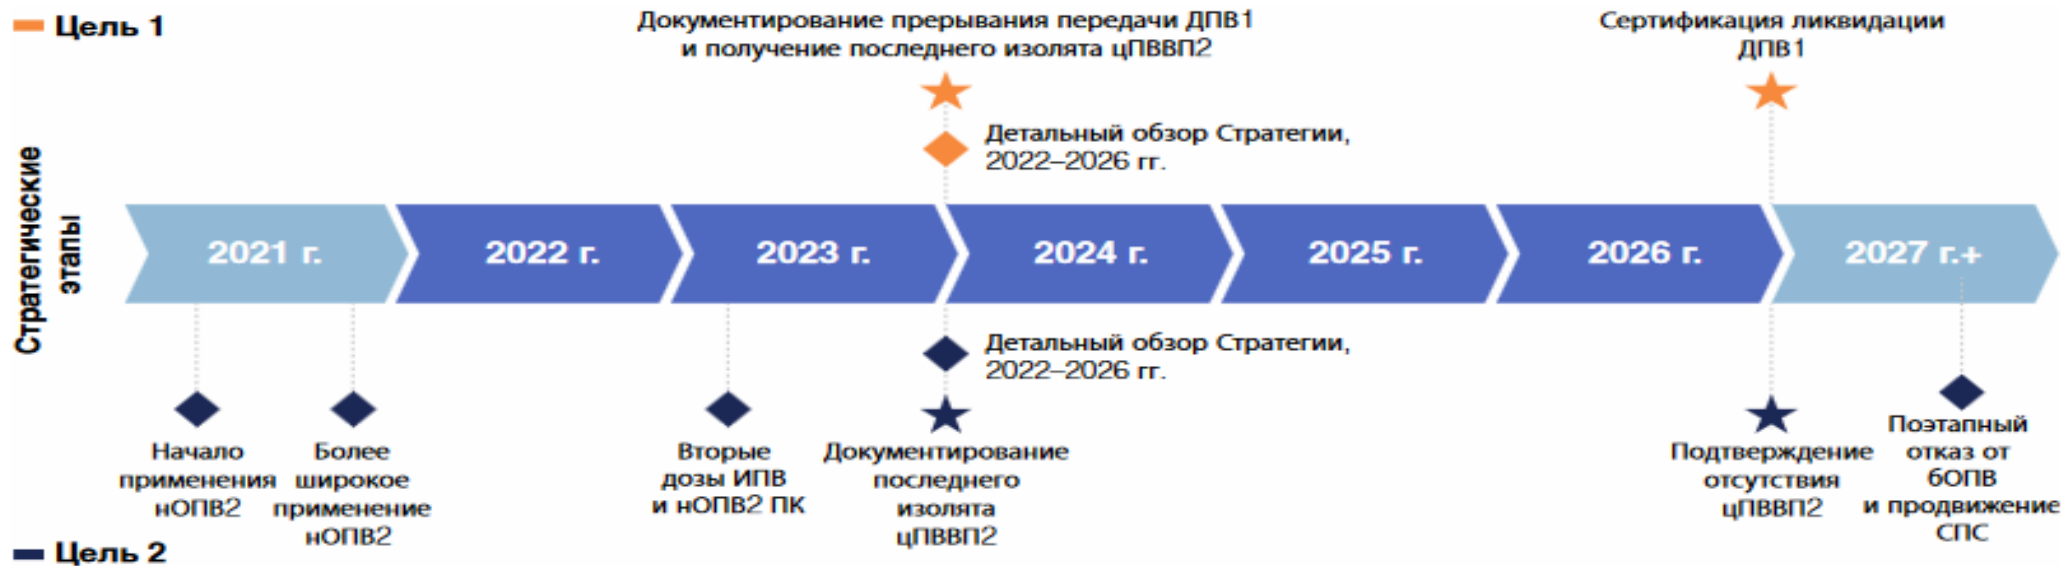 Цель 1
Документирование прерывания передачи ДПВ1
и получение последнего изолята цПВВП2
Сертификация ликвидации
ДПВ1
Детальный обзор Стратегии,
2022–2026 гг.
Стратегические
этапы
2021 г.
2022 г.
2023 г.
2024 г.
2025 г.
2026 г.
2027 г.+
Детальный обзор Стратегии,
2022–2026 гг.
Начало
применения
нОПВ2
Более
широкое
применение
нОПВ2
Вторые
дозы ИПВ
и нОПВ2 ПК
Документирование
последнего
изолята
цПВВП2
Подтверждение
отсутствия
цПВВП2
Поэтапный
отказ от
бОПВ
и продвижение
СПС
Цель 2